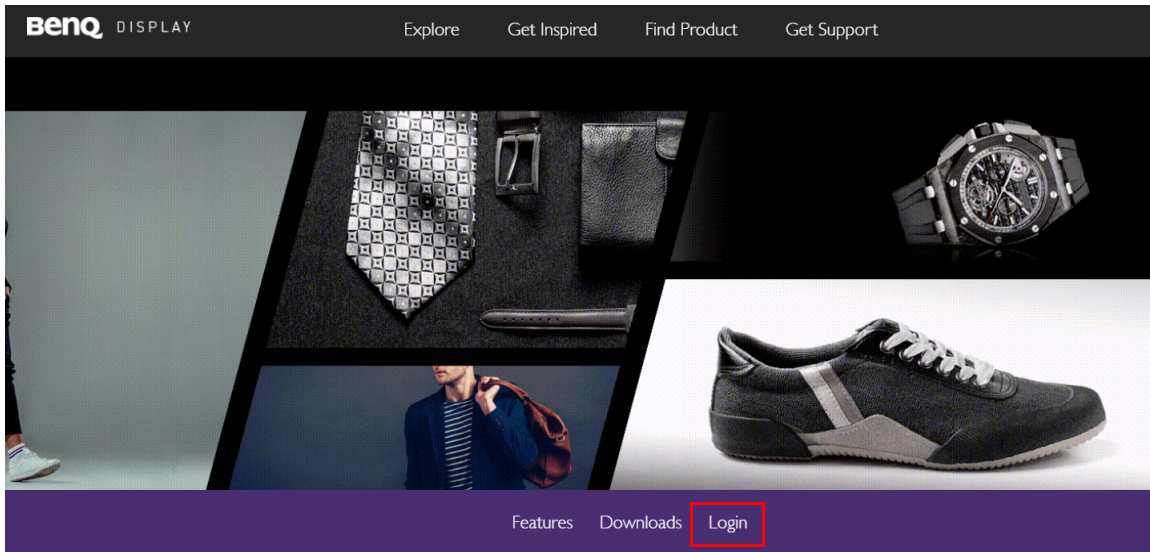 BenQ DISPLAY Explore Get Inspired Find Product Get Support
Features Downloads Login